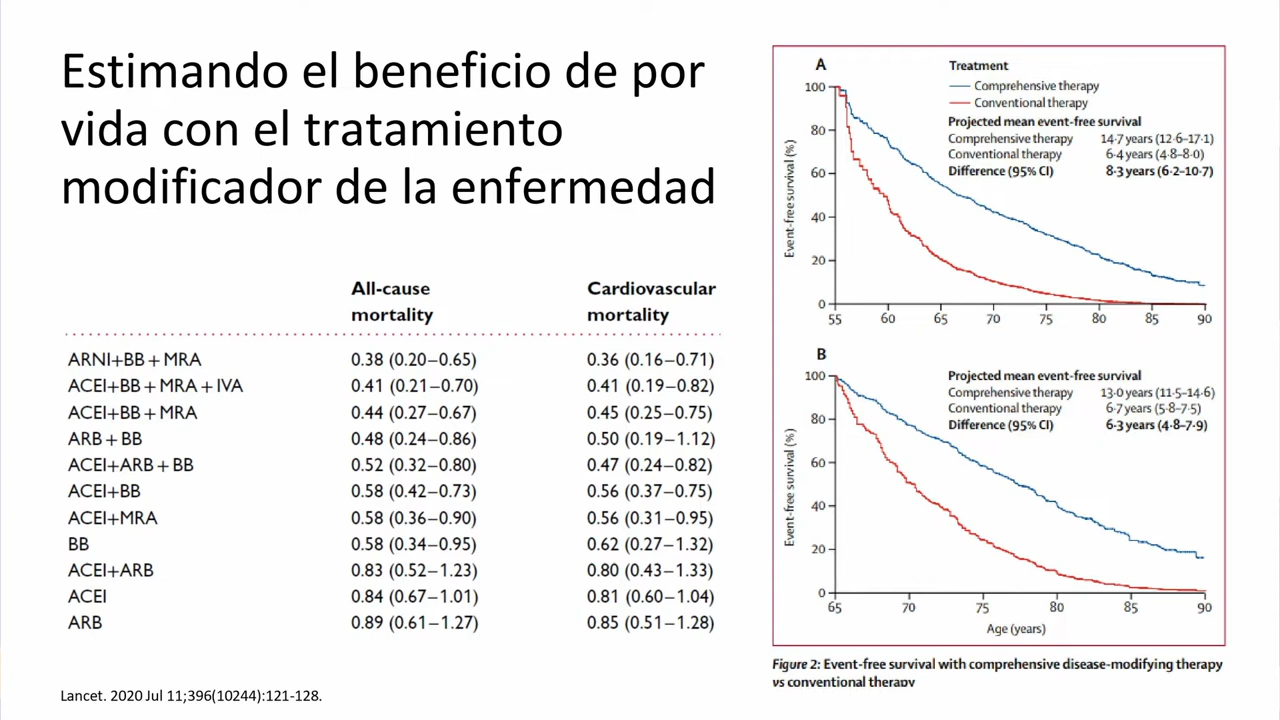 Estimando el beneficio de por
vida con el tratamiento
modificador de la enfermedad
All-cause mortality Cardiovascular mortality
ARNI+BB+MRA 0.38 (0.20–0.65) 0.36 (0.16–0.71)
ACEI+BB+MRA+IVA 0.41 (0.21–0.70) 0.41 (0.19–0.82)
ACEI+BB+MRA 0.44 (0.27–0.67) 0.45 (0.25–0.75)
ARB+BB 0.48 (0.24–0.86) 0.50 (0.19–1.12)
ACEI+ARB+BB 0.52 (0.32–0.80) 0.47 (0.24–0.82)
ACEI+BB 0.58 (0.42–0.73) 0.56 (0.37–0.75)
ACEI+MRA 0.58 (0.36–0.90) 0.56 (0.31–0.95)
BB 0.58 (0.34–0.95) 0.62 (0.27–1.32)
ACEI+ARB 0.83 (0.52–1.23) 0.80 (0.43–1.33)
ACEI 0.84 (0.67–1.01) 0.81 (0.60–1.04)
ARB 0.89 (0.61–1.27) 0.85 (0.51–1.28)
Lancet. 2020 Jul 11;396(10244):121-128.
A
Treatment
Comprehensive therapy
Conventional therapy
Projected mean event-free survival
Comprehensive therapy 14·7 years (12·6–17·1)
Conventional therapy 6·4 years (4·8–8·0)
Difference (95% CI) 8·3 years (6·2–10·7)
Event-free survival (%)
100
80
60
40
20
0
55 60 65 70 75 80 85 90
B
Projected mean event-free survival
Comprehensive therapy 13·0 years (11·5–14·6)
Conventional therapy 6·7 years (5·8–7·5)
Difference (95% CI) 6·3 years (4·8–7·9)
Event-free survival (%)
100
80
60
40
20
0
65 70 75 80 85 90
Age (years)
Figure 2: Event-free survival with comprehensive disease-modifying therapy
vs conventional therapy